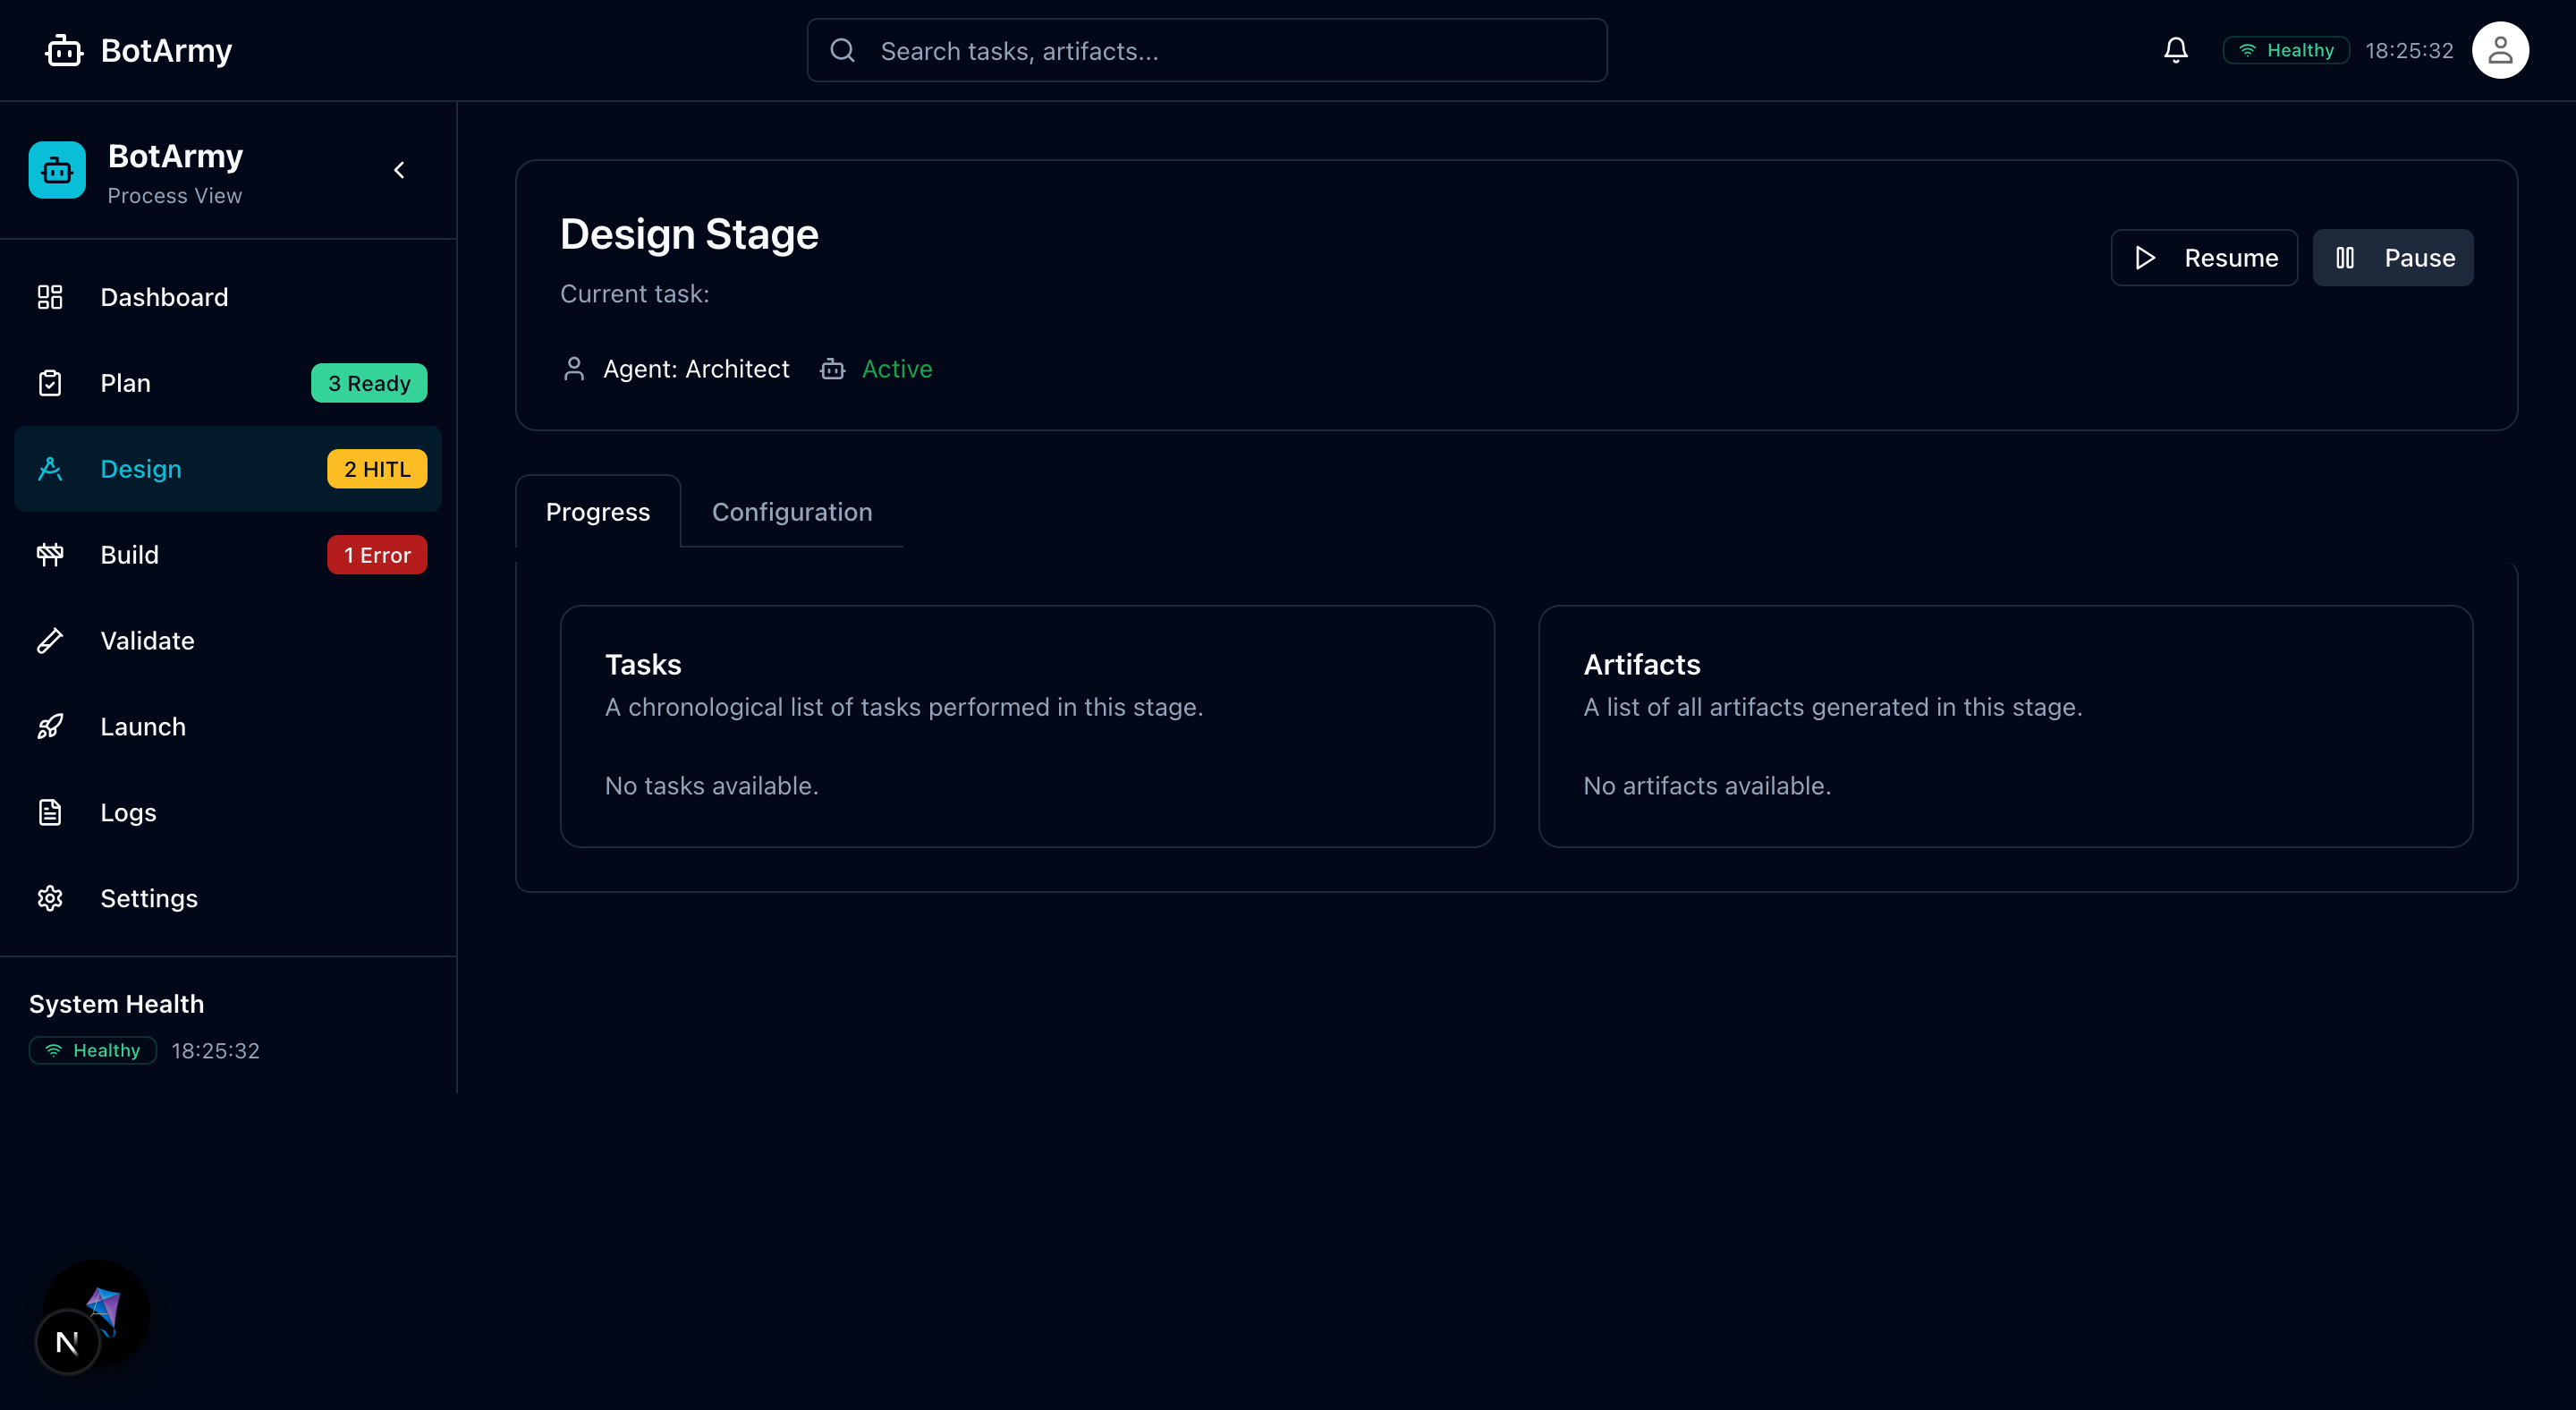 BotArmy
Search tasks, artifacts...
Healthy 18:25:32
BotArmy
Process View
Dashboard
Plan 3 Ready
Design 2 HITL
Build 1 Error
Validate
Launch
Logs
Settings
System Health
Healthy 18:25:32
Design Stage
Current task:
Agent: Architect Active
Resume Pause
Progress Configuration
Tasks
A chronological list of tasks performed in this stage.
No tasks available.
Artifacts
A list of all artifacts generated in this stage.
No artifacts available.
N